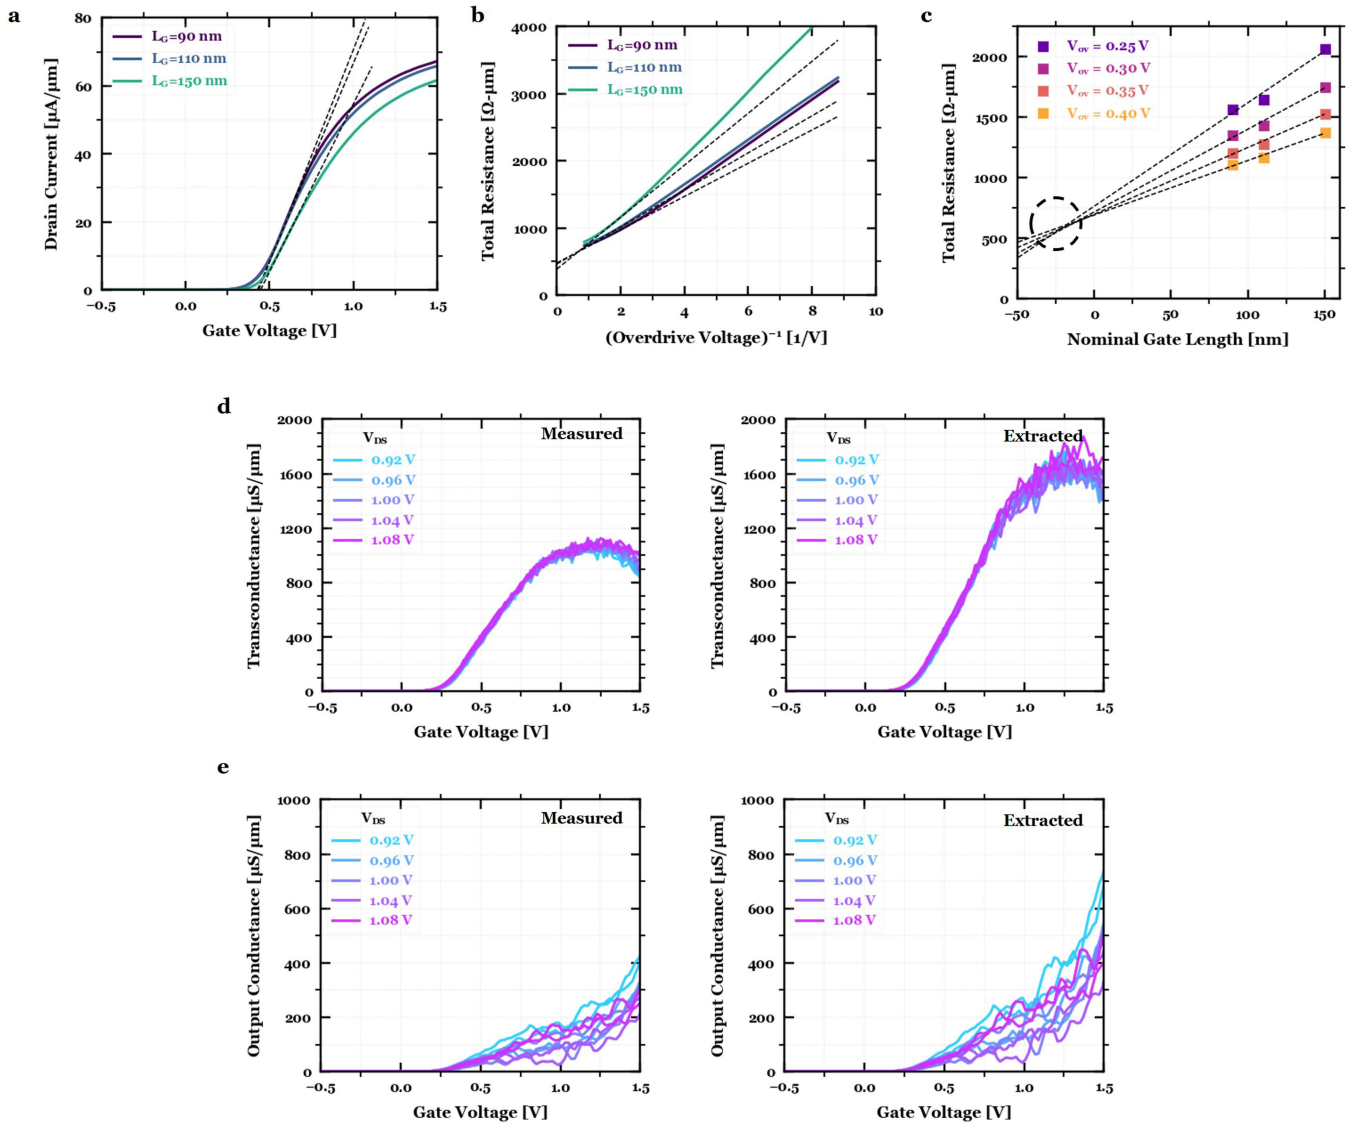 a
80
60
40
20
0
Drain Current [µA/µm]
L_G=90 nm
L_G=110 nm
L_G=150 nm
−0.5
0.0
0.5
1.0
1.5
Gate Voltage [V]
b
4000
3000
2000
1000
0
Total Resistance [Ω-µm]
L_G=90 nm
L_G=110 nm
L_G=150 nm
0
2
4
6
8
10
(Overdrive Voltage)⁻¹ [1/V]
c
2000
1500
1000
500
0
Total Resistance [Ω-µm]
V_ov = 0.25 V
V_ov = 0.30 V
V_ov = 0.35 V
V_ov = 0.40 V
−50
0
50
100
150
Nominal Gate Length [nm]
d
2000
1600
1200
800
400
0
Transconductance [µS/µm]
V_DS
Measured
0.92 V
0.96 V
1.00 V
1.04 V
1.08 V
−0.5
0.0
0.5
1.0
1.5
Gate Voltage [V]
2000
1600
1200
800
400
0
Transconductance [µS/µm]
V_DS
Extracted
0.92 V
0.96 V
1.00 V
1.04 V
1.08 V
−0.5
0.0
0.5
1.0
1.5
Gate Voltage [V]
e
1000
800
600
400
200
0
Output Conductance [µS/µm]
V_DS
Measured
0.92 V
0.96 V
1.00 V
1.04 V
1.08 V
−0.5
0.0
0.5
1.0
1.5
Gate Voltage [V]
1000
800
600
400
200
0
Output Conductance [µS/µm]
V_DS
Extracted
0.92 V
0.96 V
1.00 V
1.04 V
1.08 V
−0.5
0.0
0.5
1.0
1.5
Gate Voltage [V]